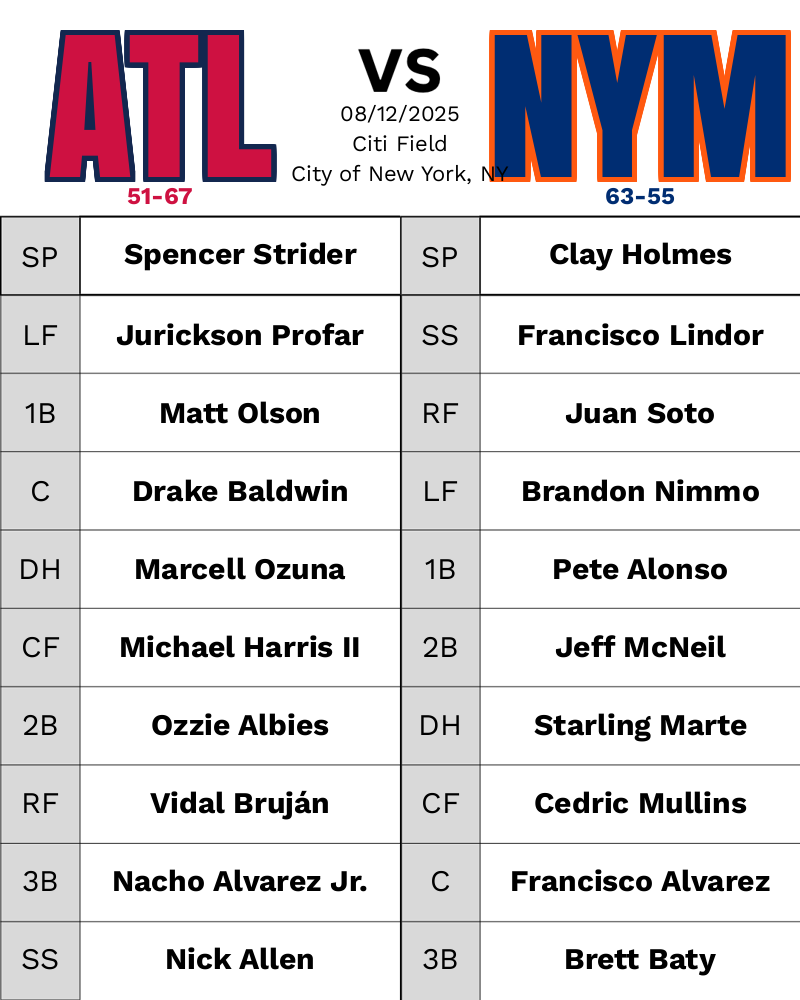 ATL VS NYM
08/12/2025
Citi Field
City of New York, NY
51-67 63-55
SP Spencer Strider SP Clay Holmes
LF Jurickson Profar SS Francisco Lindor
1B Matt Olson RF Juan Soto
C Drake Baldwin LF Brandon Nimmo
DH Marcell Ozuna 1B Pete Alonso
CF Michael Harris II 2B Jeff McNeil
2B Ozzie Albies DH Starling Marte
RF Vidal Bruján CF Cedric Mullins
3B Nacho Alvarez Jr. C Francisco Alvarez
SS Nick Allen 3B Brett Baty